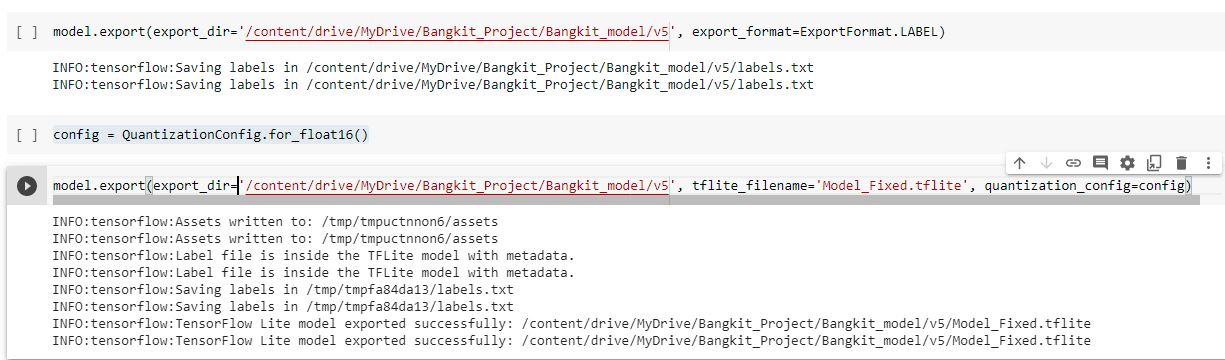 [ ] model.export(export_dir='/content/drive/MyDrive/Bangkit_Project/Bangkit_model/v5', export_format=ExportFormat.LABEL)
INFO:tensorflow:Saving labels in /content/drive/MyDrive/Bangkit_Project/Bangkit_model/v5/labels.txt
INFO:tensorflow:Saving labels in /content/drive/MyDrive/Bangkit_Project/Bangkit_model/v5/labels.txt
[ ] config = QuantizationConfig.for_float16()
model.export(export_dir='/content/drive/MyDrive/Bangkit_Project/Bangkit_model/v5', tflite_filename='Model_Fixed.tflite', quantization_config=config)
INFO:tensorflow:Assets written to: /tmp/tmpuctnnon6/assets
INFO:tensorflow:Assets written to: /tmp/tmpuctnnon6/assets
INFO:tensorflow:Label file is inside the TFLite model with metadata.
INFO:tensorflow:Label file is inside the TFLite model with metadata.
INFO:tensorflow:Saving labels in /tmp/tmpfa84da13/labels.txt
INFO:tensorflow:Saving labels in /tmp/tmpfa84da13/labels.txt
INFO:tensorflow:TensorFlow Lite model exported successfully: /content/drive/MyDrive/Bangkit_Project/Bangkit_model/v5/Model_Fixed.tflite
INFO:tensorflow:TensorFlow Lite model exported successfully: /content/drive/MyDrive/Bangkit_Project/Bangkit_model/v5/Model_Fixed.tflite